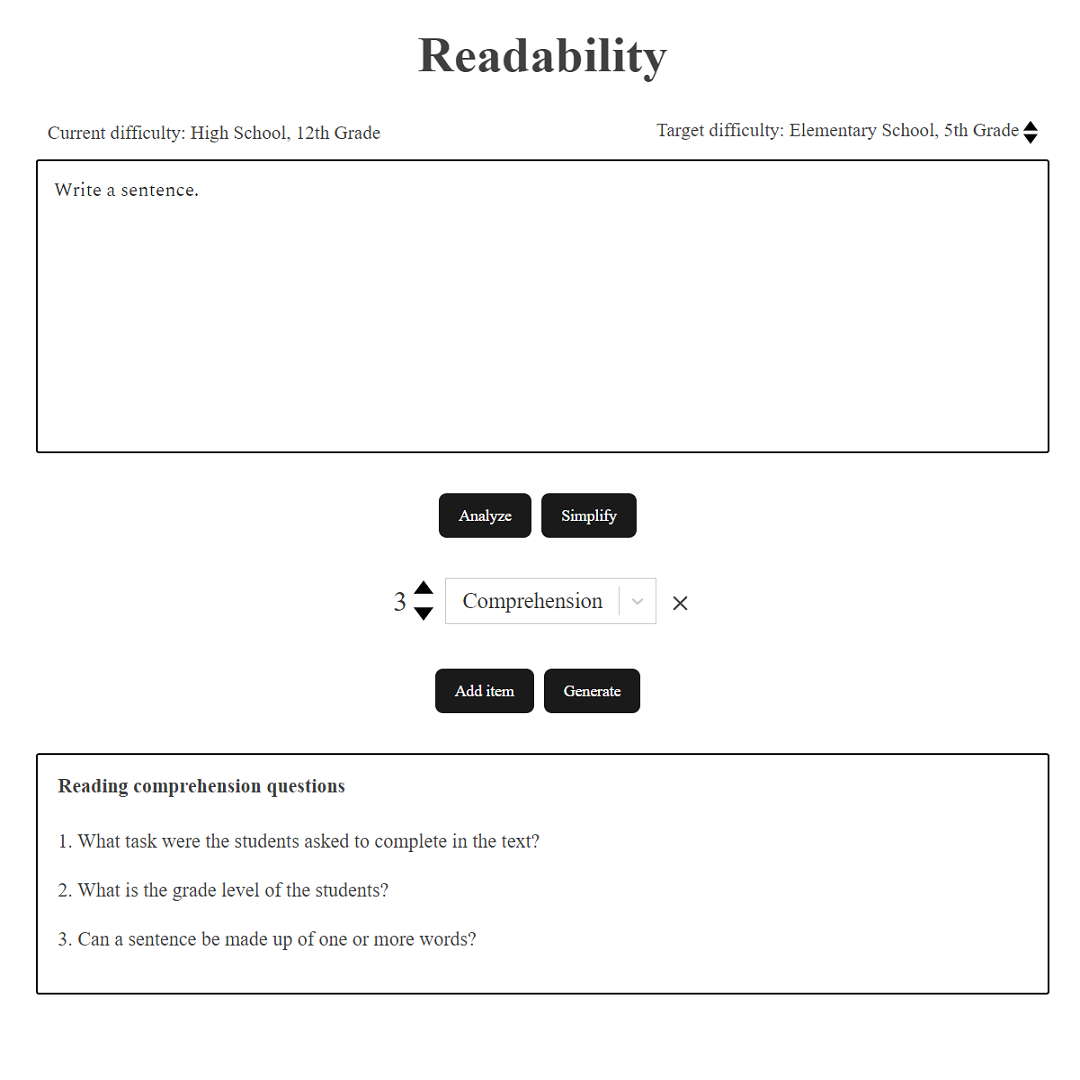 Readability
Current difficulty: High School, 12th Grade
Target difficulty: Elementary School, 5th Grade
Write a sentence.
Analyze
Simplify
3
Comprehension
Add item
Generate
Reading comprehension questions
1. What task were the students asked to complete in the text?
2. What is the grade level of the students?
3. Can a sentence be made up of one or more words?